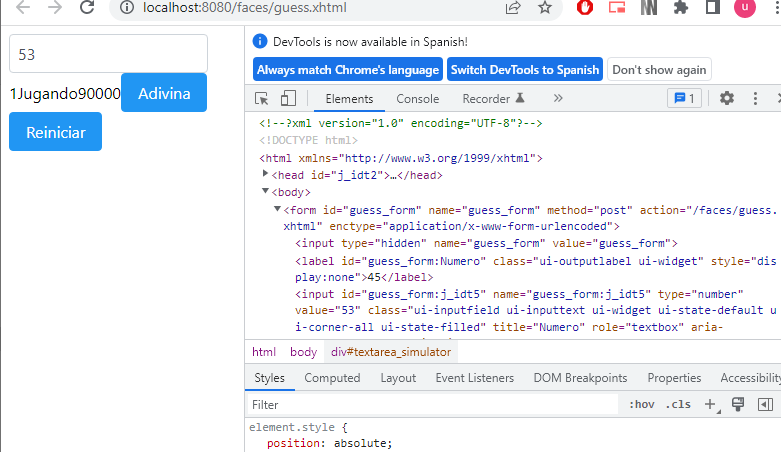 localhost:8080/faces/guess.xhtml
u
53
1Jugando90000 Adivina
Reiniciar
DevTools is now available in Spanish!
Always match Chrome's language Switch DevTools to Spanish Don't show again
Elements Console Recorder » 1
<!--?xml version="1.0" encoding="UTF-8"?-->
<!DOCTYPE html>
<html xmlns="http://www.w3.org/1999/xhtml">
<head id="j_idt2">…</head>
<body>
<form id="guess_form" name="guess_form" method="post" action="/faces/guess.
xhtml" enctype="application/x-www-form-urlencoded">
<input type="hidden" name="guess_form" value="guess_form">
<label id="guess_form:Numero" class="ui-outputlabel ui-widget" style="dis
play:none">45</label>
<input id="guess_form:j_idt5" name="guess_form:j_idt5" type="number"
value="53" class="ui-inputfield ui-inputtext ui-widget ui-state-default u
i-corner-all ui-state-filled" title="Numero" role="textbox" aria-
html body div#textarea_simulator
Styles Computed Layout Event Listeners DOM Breakpoints Properties Accessibility
Filter :hov .cls
element.style {
position: absolute;